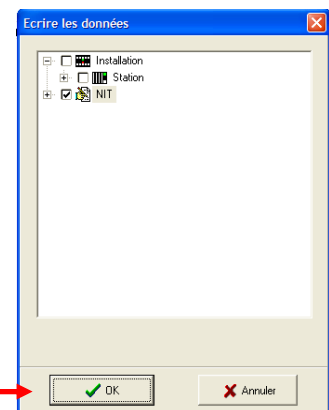 Ecrire les données
Installation
Station
NIT
OK
Annuler